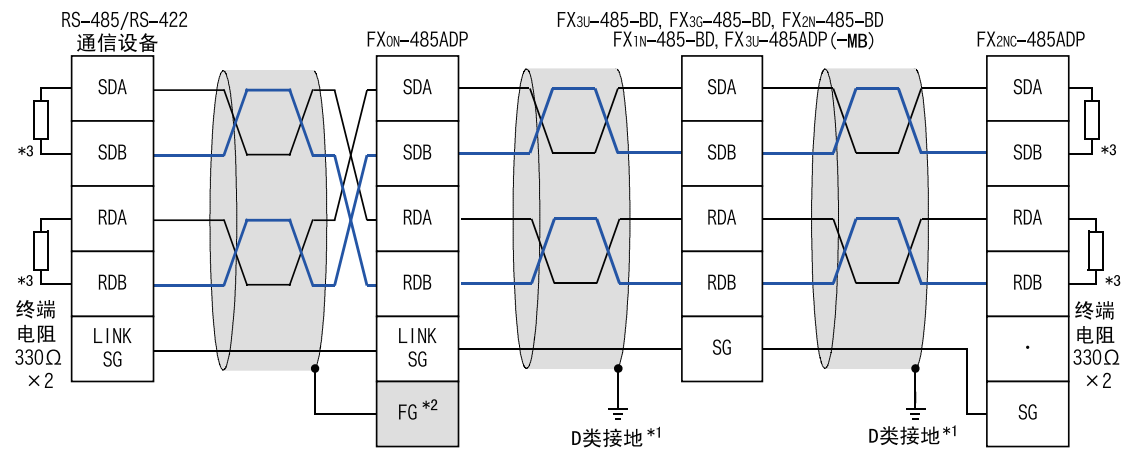 RS-485/RS-422
通信设备
FX0N-485ADP
FX3U-485-BD, FX3G-485-BD, FX2N-485-BD
FX1N-485-BD, FX3U-485ADP(-MB)
FX2NC-485ADP
SDA
SDB
RDA
RDB
LINK
SG
*3
*3
终端
电阻
330Ω
×2
SDA
SDB
RDA
RDB
LINK
SG
FG*2
SDA
SDB
RDA
RDB
SG
D类接地*1
D类接地*1
SDA
SDB
RDA
RDB
·
SG
*3
*3
终端
电阻
330Ω
×2